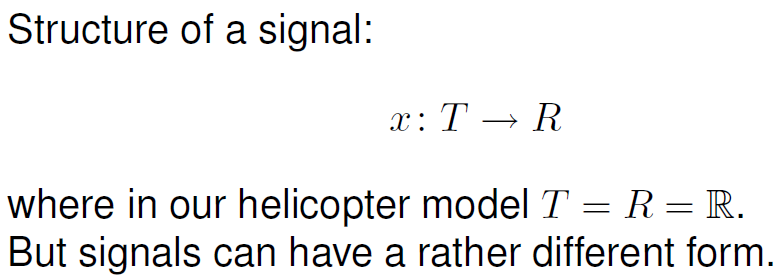 Structure of a signal:
x: T → R
where in our helicopter model T = R = ℝ.
But signals can have a rather different form.